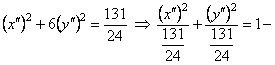 (x″)² + 6(y″)² = 131/24 ⇒ (x″)²/(131/24) + (y″)²/(131/24) = 1−